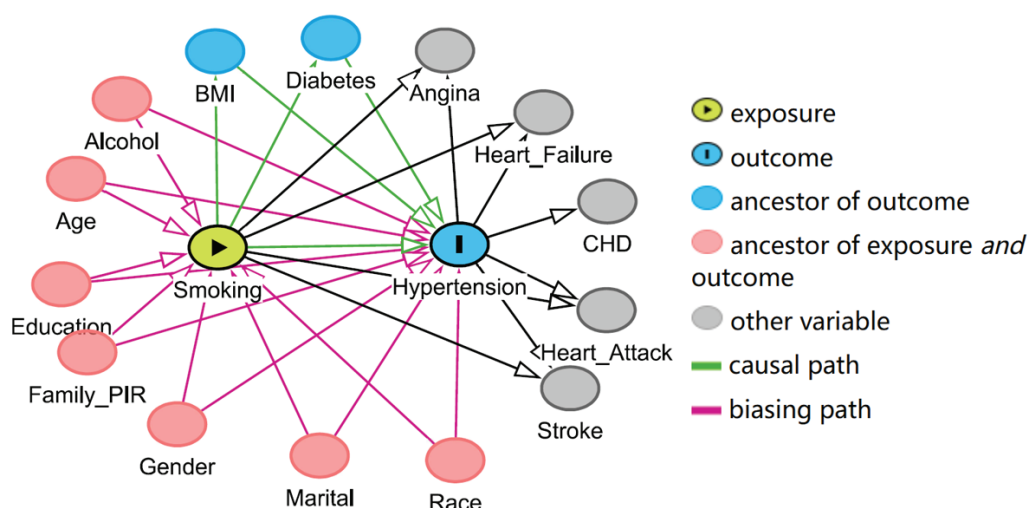 BMI
Diabetes
Angina
Alcohol
Heart_Failure
Age
CHD
Smoking
Hypertension
Education
Heart_Attack
Family_PIR
Stroke
Gender
Marital
Race
exposure
outcome
ancestor of outcome
ancestor of exposure and
outcome
other variable
causal path
biasing path